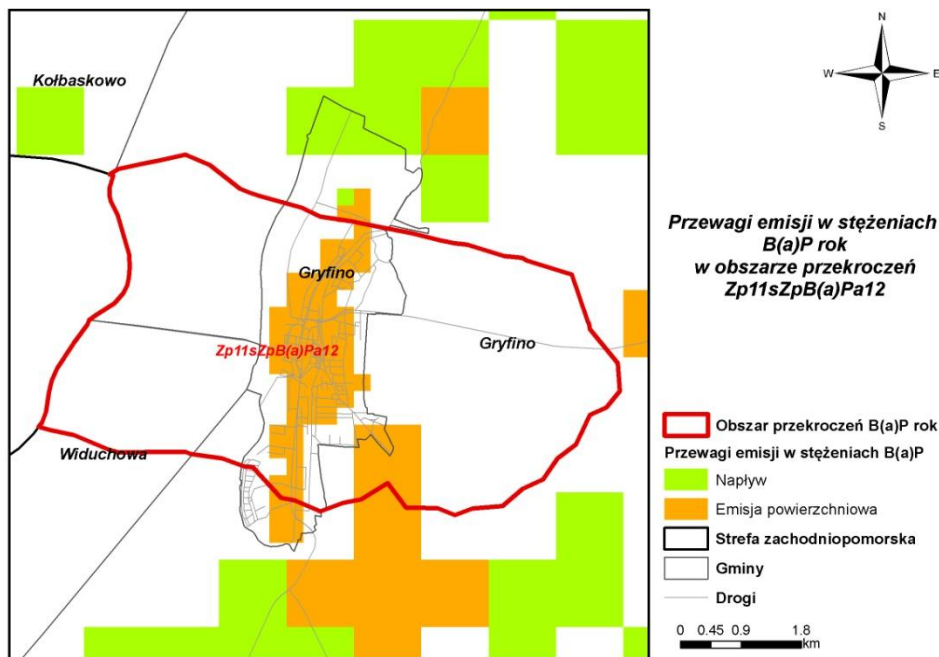 Kołbaskowo
Gryfino
Gryfino
Zp11sZpB(a)Pa12
Widuchowa
N
W
E
S
Przewagi emisji w stężeniach
B(a)P rok
w obszarze przekroczeń
Zp11sZpB(a)Pa12
Obszar przekroczeń B(a)P rok
Przewagi emisji w stężeniach B(a)P
Napływ
Emisja powierzchniowa
Strefa zachodniopomorska
Gminy
Drogi
0 0.45 0.9 1.8
km